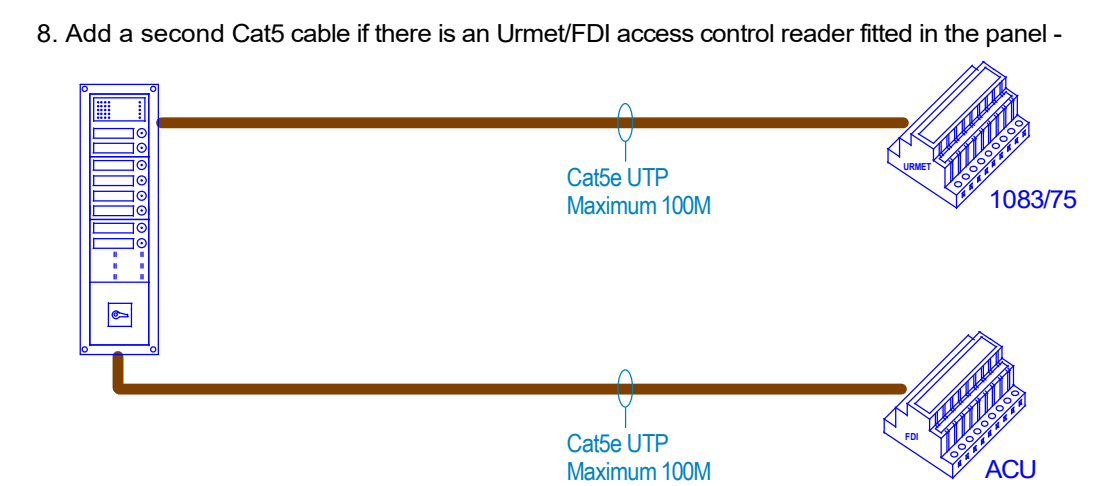 8. Add a second Cat5 cable if there is an Urmet/FDI access control reader fitted in the panel -
Cat5e UTP
Maximum 100M
URMET
1083/75
Cat5e UTP
Maximum 100M
FDI
ACU